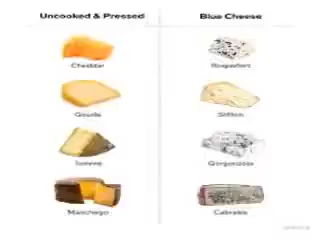 Uncooked & Pressed
Blue Cheese
Cheddar
Roquefort
Gouda
Stilton
Gorgonzola
Manchego
Cabrales